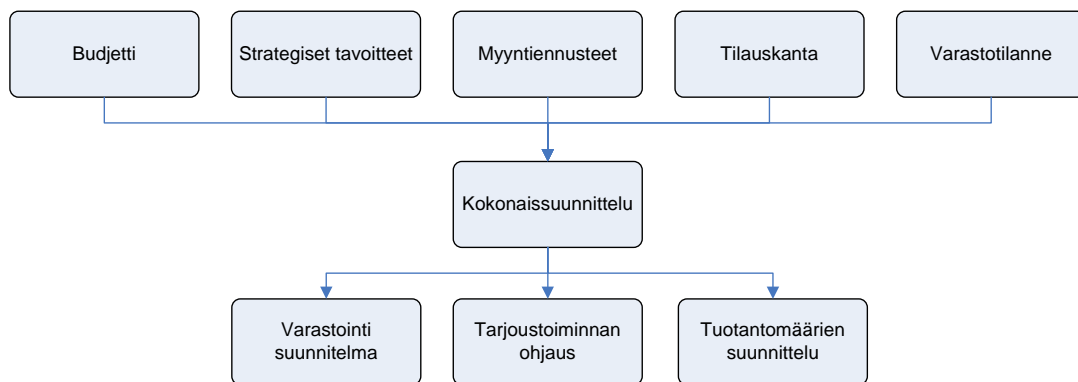 Budjetti
Strategiset tavoitteet
Myyntiennusteet
Tilauskanta
Varastotilanne
Kokonaissuunnittelu
Varastointi
suunnitelma
Tarjoustoiminnan
ohjaus
Tuotantomäärien
suunnittelu